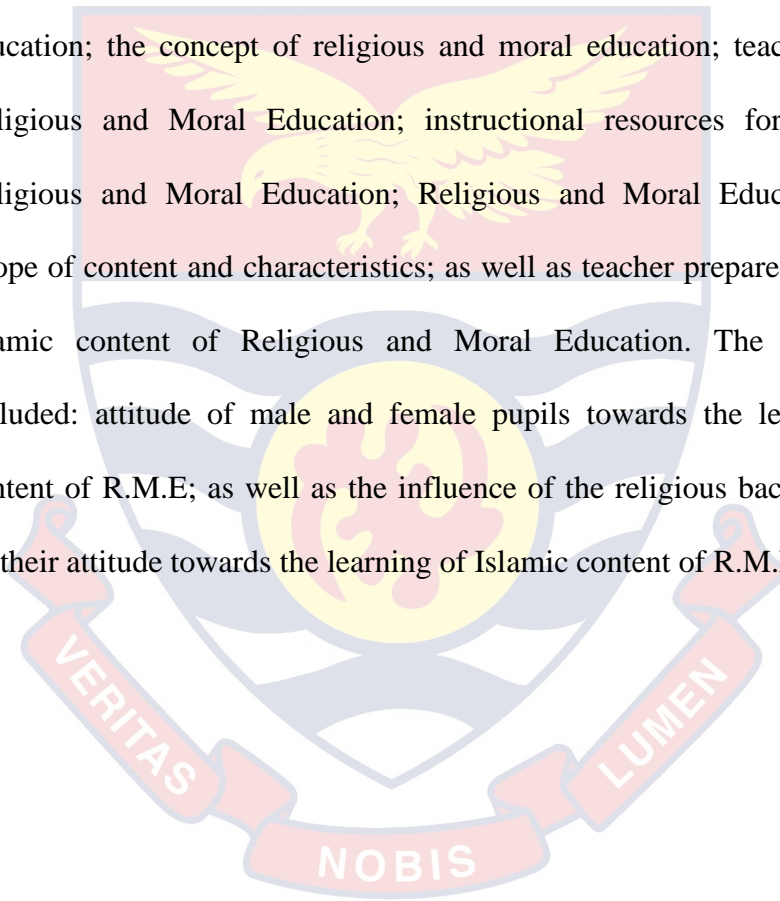 ucation; the concept of religious and moral education; teac
ligious and Moral Education; instructional resources for
ligious and Moral Education; Religious and Moral Educ
ope of content and characteristics; as well as teacher prepare
amic content of Religious and Moral Education. The
cluded: attitude of male and female pupils towards the le
ntent of R.M.E; as well as the influence of the religious bac
their attitude towards the learning of Islamic content of R.M.
VERITAS
NOBIS
LUMEN